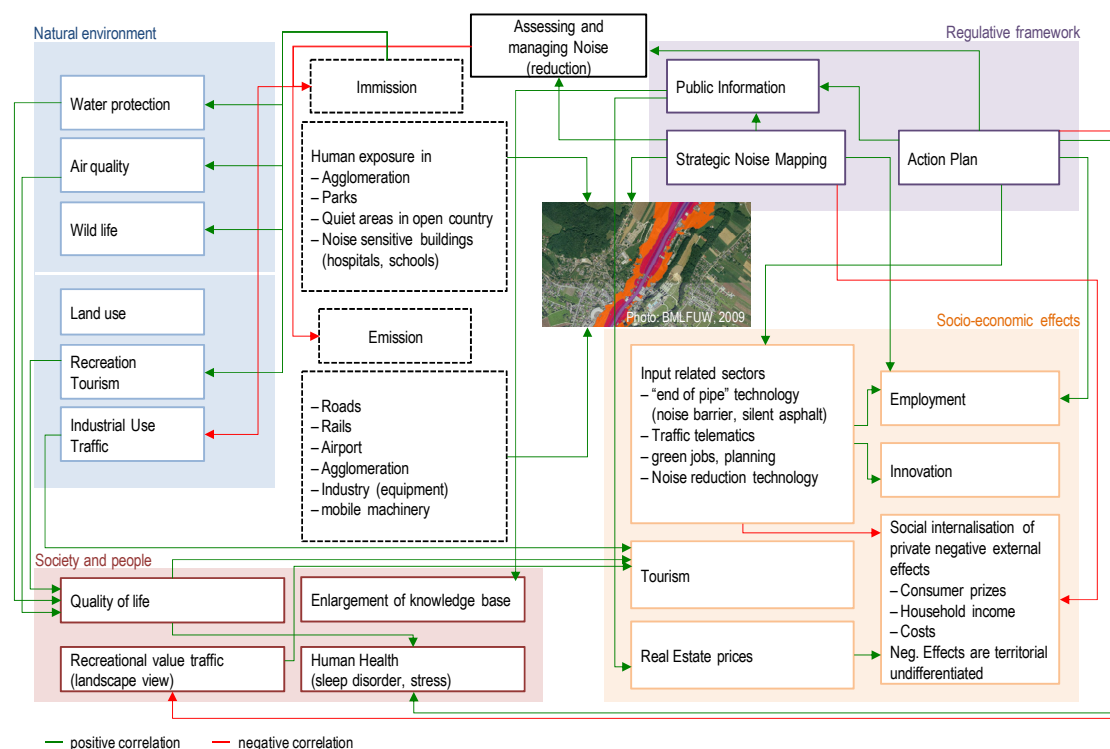 Natural environment
Water protection
Air quality
Wild life
Land use
Recreation
Tourism
Industrial Use
Traffic
Assessing and
managing Noise
(reduction)
Immission
Human exposure in
– Agglomeration
– Parks
– Quiet areas in open country
– Noise sensitive buildings
(hospitals, schools)
Emission
– Roads
– Rails
– Airport
– Agglomeration
– Industry (equipment)
– mobile machinery
Regulative framework
Public Information
Strategic Noise Mapping
Action Plan
Photo: BMLFUW, 2009
Socio-economic effects
Input related sectors
– “end of pipe” technology
(noise barrier, silent asphalt)
– Traffic telematics
– green jobs, planning
– Noise reduction technology
Employment
Innovation
Social internalisation of
private negative external
effects
– Consumer prizes
– Household income
– Costs
Neg. Effects are territorial
undifferentiated
Tourism
Real Estate prices
Society and people
Quality of life
Enlargement of knowledge base
Recreational value traffic
(landscape view)
Human Health
(sleep disorder, stress)
positive correlation
negative correlation